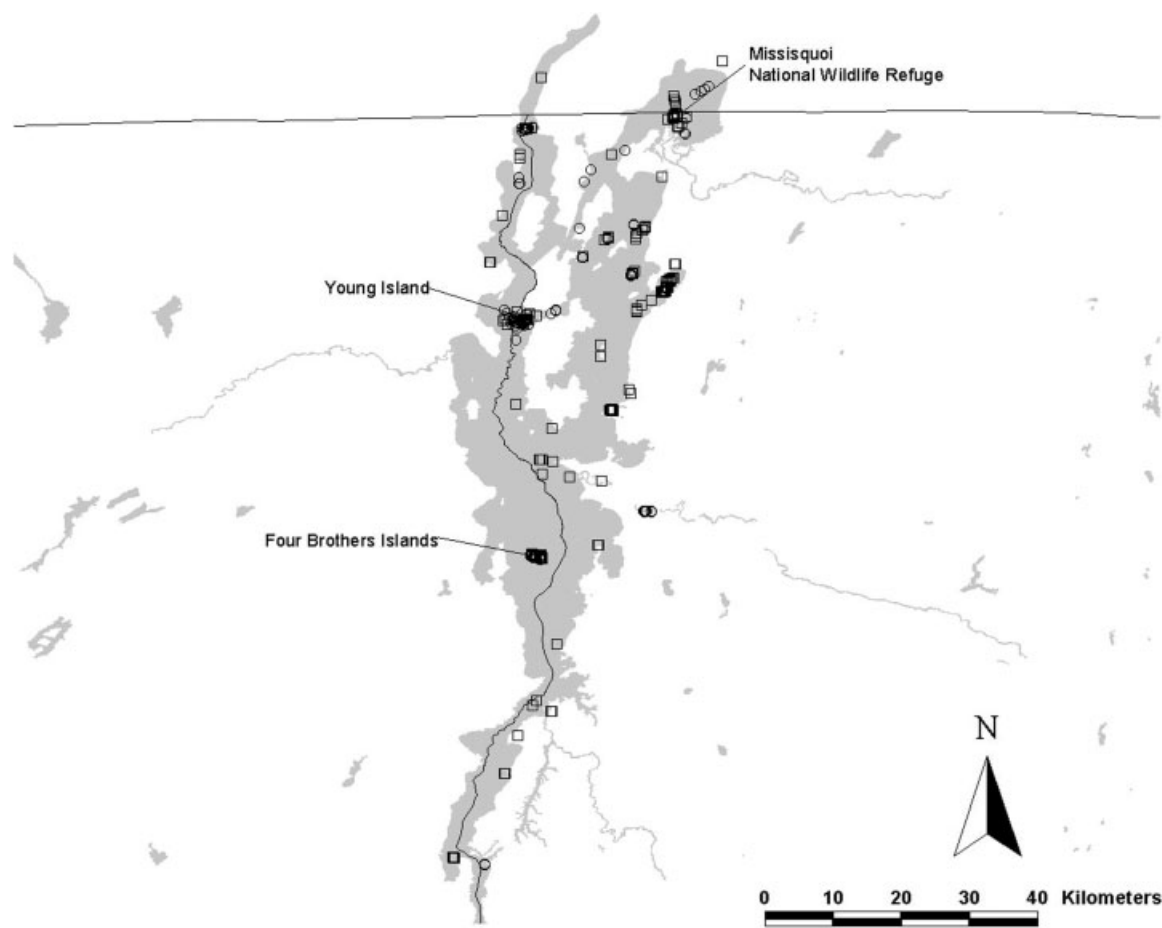 Missisquoi
National Wildlife Refuge
Young Island
Four Brothers Islands
N
0 10 20 30 40 Kilometers